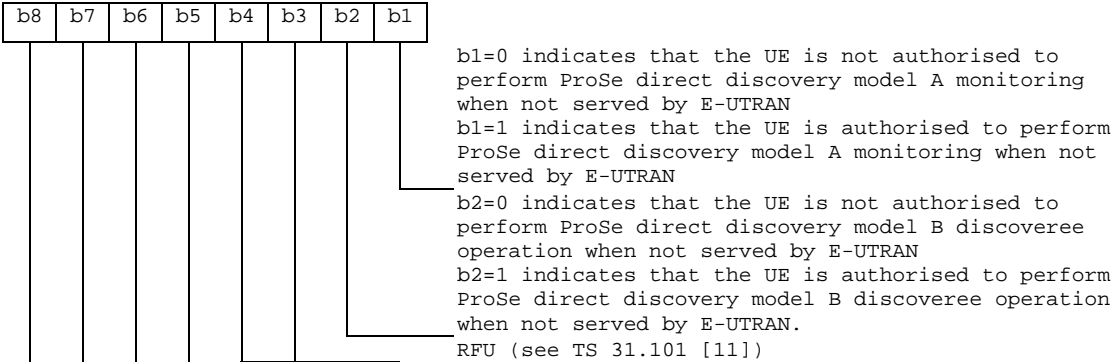 b8 b7 b6 b5 b4 b3 b2 b1
b1=0 indicates that the UE is not authorised to
perform ProSe direct discovery model A monitoring
when not served by E-UTRAN
b1=1 indicates that the UE is authorised to perform
ProSe direct discovery model A monitoring when not
served by E-UTRAN
b2=0 indicates that the UE is not authorised to
perform ProSe direct discovery model B discoveree
operation when not served by E-UTRAN
b2=1 indicates that the UE is authorised to perform
ProSe direct discovery model B discoveree operation
when not served by E-UTRAN.
RFU (see TS 31.101 [11])